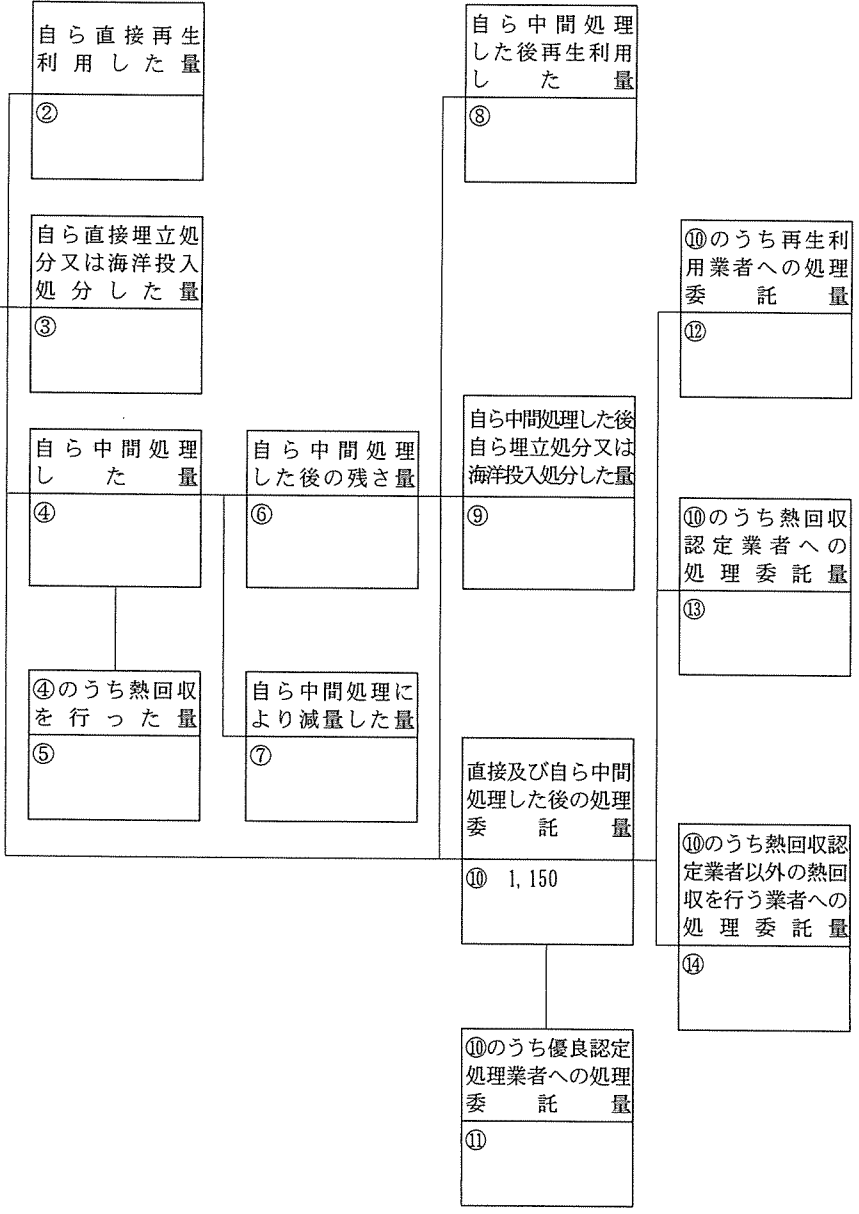 自ら直接再生
利用した量
②
自ら直接埋立処
分又は海洋投入
処分した量
③
自ら中間処理
した量
④
④のうち熱回収
を行った量
⑤
自ら中間処理
した後の残さ量
⑥
自ら中間処理に
より減量した量
⑦
自ら中間処理
した後再生利用
した量
⑧
自ら中間処理した後
自ら埋立処分又は
海洋投入処分した量
⑨
直接及び自ら中間
処理した後の処理
委託量
⑩ 1,150
⑩のうち優良認定
処理業者への処理
委託量
⑪
⑩のうち再生利
用業者への処理
委託量
⑫
⑩のうち熱回収
認定業者への
処理委託量
⑬
⑩のうち熱回収認
定業者以外の熱回
収を行う業者への
処理委託量
⑭